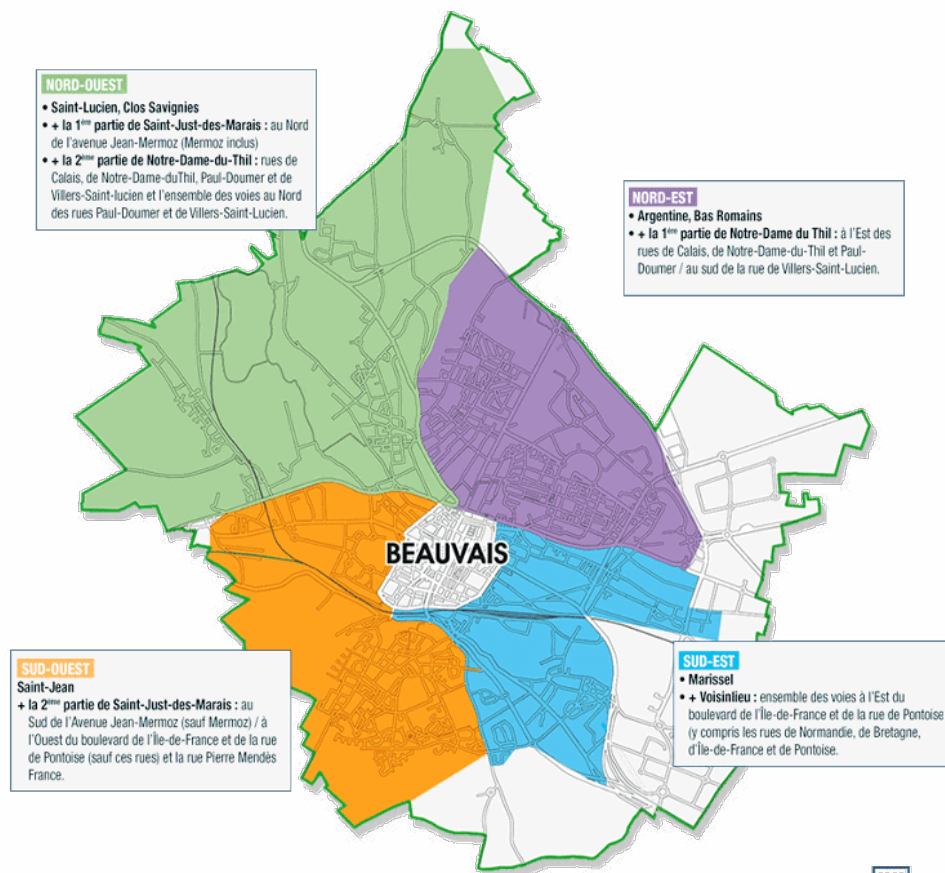 NORD-OUEST
• Saint-Lucien, Clos Savignies
• + la 1ère partie de Saint-Just-des-Marais : au Nord
de l'avenue Jean-Mermoz (Mermoz inclus)
• + la 2ème partie de Notre-Dame-du-Thil : rues de
Calais, de Notre-Dame-duThil, Paul-Doumer et de
Villers-Saint-lucien et l'ensemble des voies au Nord
des rues Paul-Doumer et de Villers-Saint-Lucien.
NORD-EST
• Argentine, Bas Romains
• + la 1ère partie de Notre-Dame du Thil : à l'Est des
rues de Calais, de Notre-Dame-du-Thil et Paul-
Doumer / au sud de la rue de Villers-Saint-Lucien.
BEAUVAIS
SUD-OUEST
Saint-Jean
+ la 2ème partie de Saint-Just-des-Marais : au
Sud de l'Avenue Jean-Mermoz (sauf Mermoz) / à
l'Ouest du boulevard de l'Île-de-France et de la rue
de Pontoise (sauf ces rues) et la rue Pierre Mendès
France.
SUD-EST
• Marissel
• + Voisinlieu : ensemble des voies à l'Est du
boulevard de l'Île-de-France et de la rue de Pontoise
(y compris les rues de Normandie, de Bretagne,
d'Île-de-France et de Pontoise.